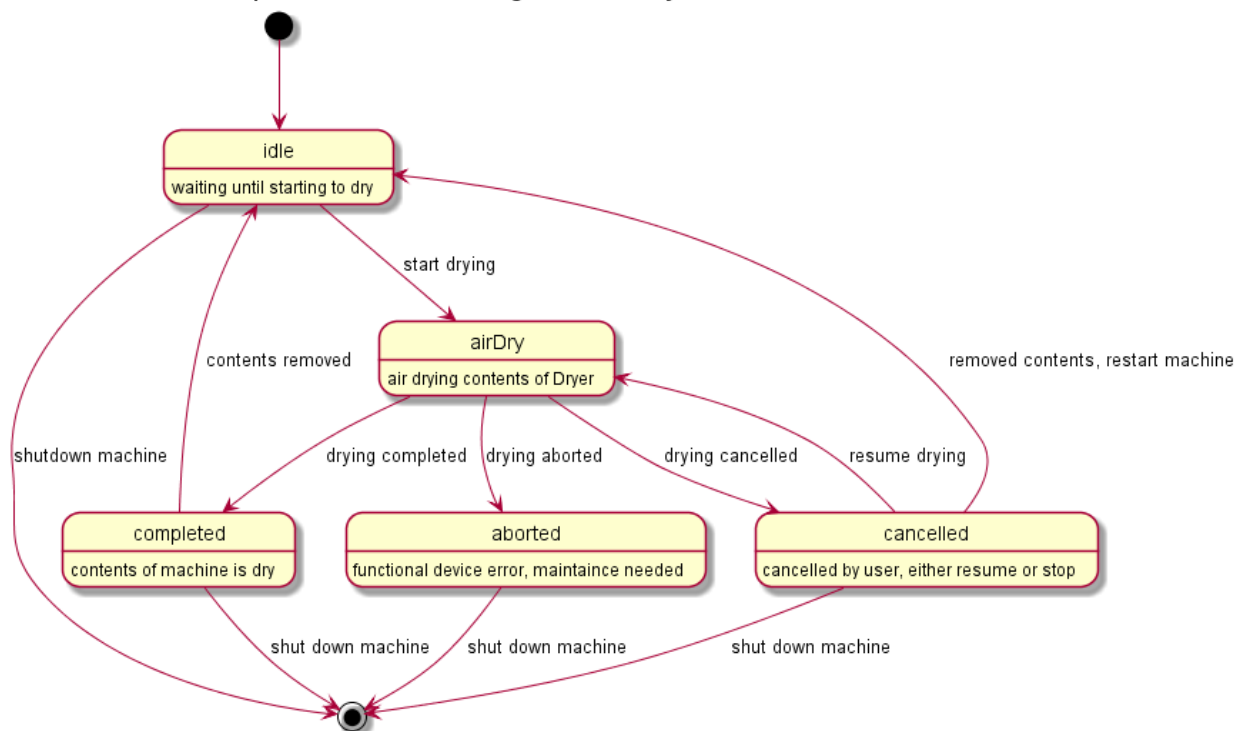 idle
waiting until starting to dry
start drying
airDry
air drying contents of Dryer
contents removed
removed contents, restart machine
shutdown machine
drying completed
drying aborted
drying cancelled
resume drying
completed
contents of machine is dry
aborted
functional device error, maintaince needed
cancelled
cancelled by user, either resume or stop
shut down machine
shut down machine
shut down machine